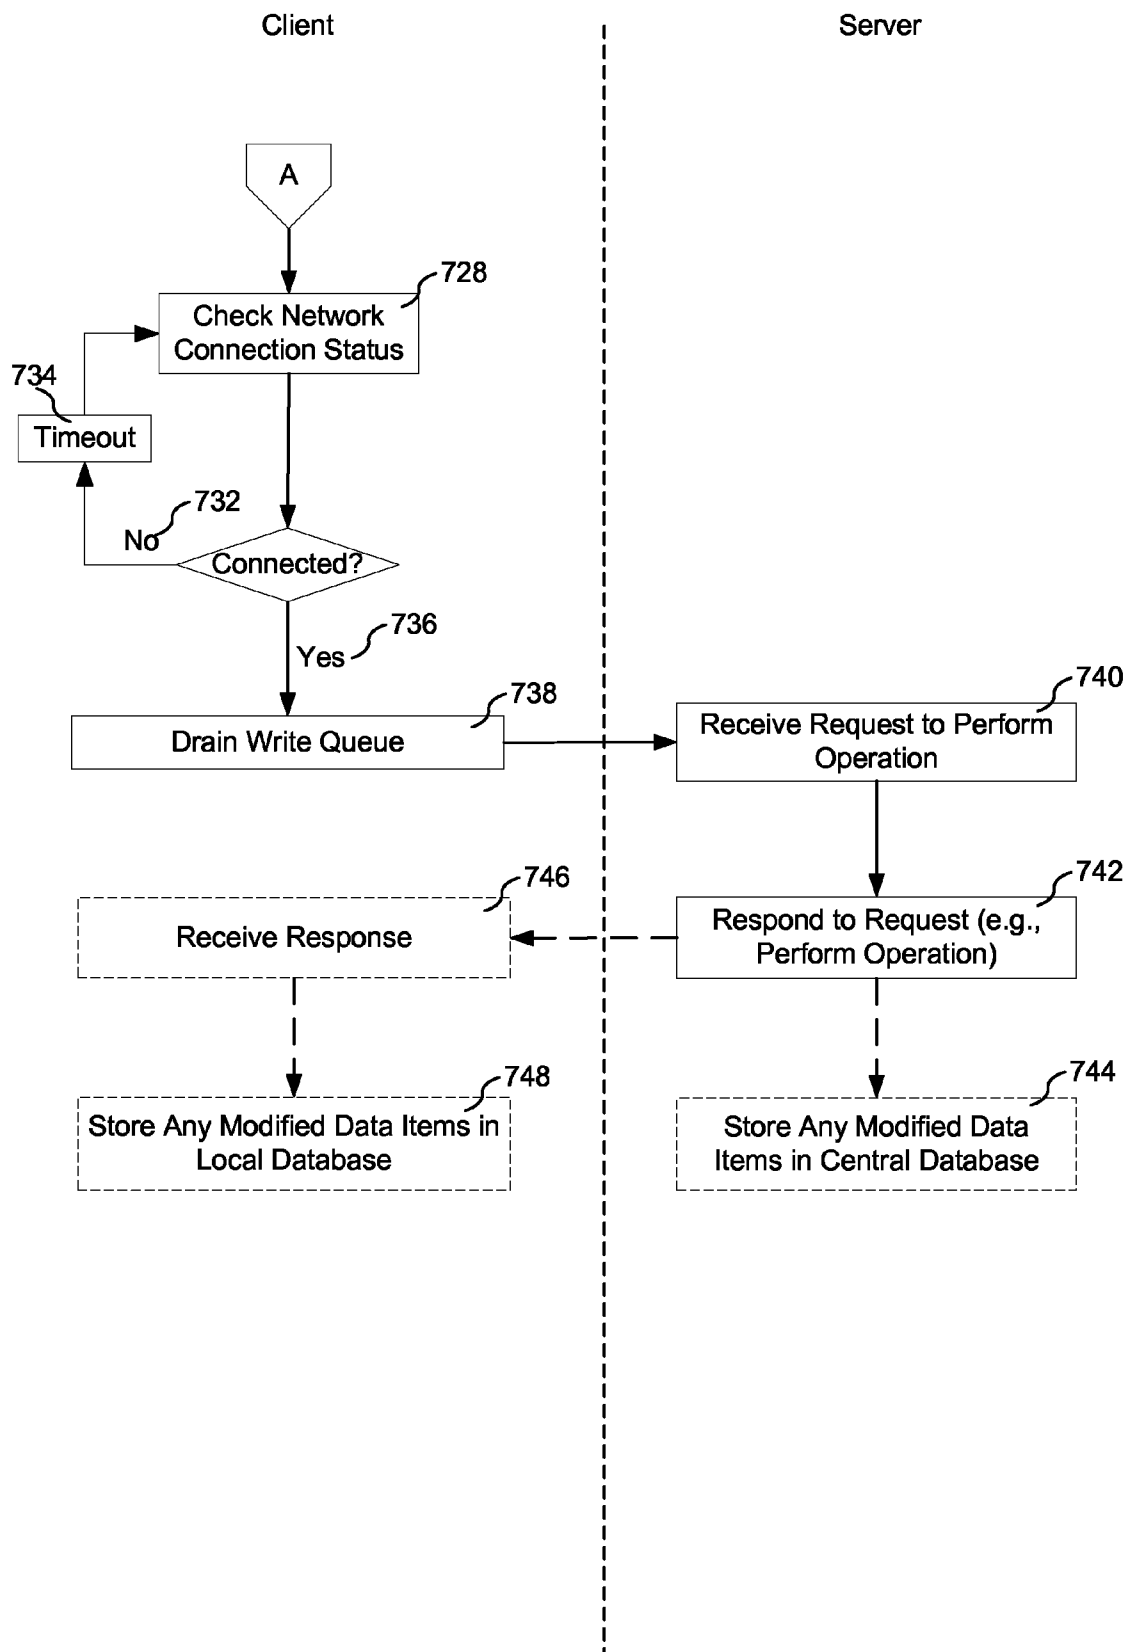 Client
Server
A
728
Check Network
Connection Status
734
Timeout
732
No
Connected?
736
Yes
738
Drain Write Queue
740
Receive Request to Perform
Operation
746
Receive Response
742
Respond to Request (e.g.,
Perform Operation)
748
Store Any Modified Data Items in
Local Database
744
Store Any Modified Data
Items in Central Database